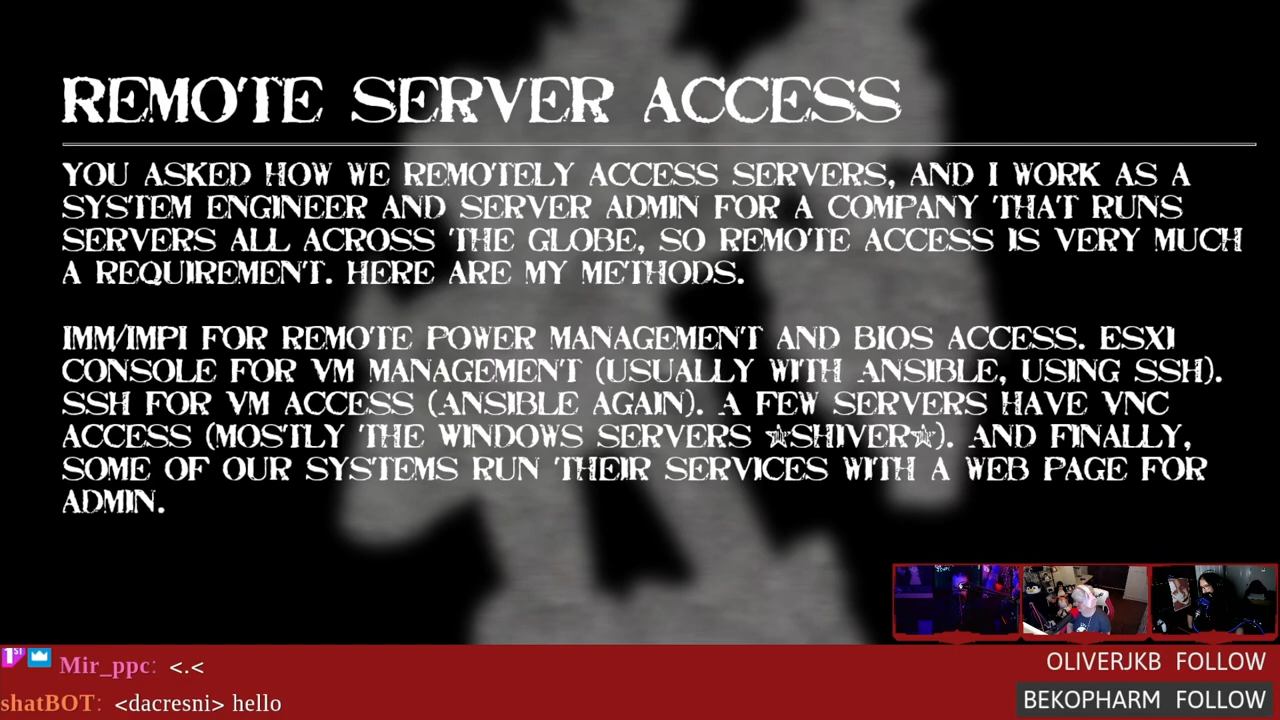 REMOTE SERVER ACCESS
YOU ASKED HOW WE REMOTELY ACCESS SERVERS, AND I WORK AS A
SYSTEM ENGINEER AND SERVER ADMIN FOR A COMPANY THAT RUNS
SERVERS ALL ACROSS THE GLOBE, SO REMOTE ACCESS IS VERY MUCH
A REQUIREMENT. HERE ARE MY METHODS.
IMM/IMPI FOR REMOTE POWER MANAGEMENT AND BIOS ACCESS. ESXI
CONSOLE FOR VM MANAGEMENT (USUALLY WITH ANSIBLE, USING SSH).
SSH FOR VM ACCESS (ANSIBLE AGAIN). A FEW SERVERS HAVE VNC
ACCESS (MOSTLY THE WINDOWS SERVERS ☆SHIVER☆). AND FINALLY,
SOME OF OUR SYSTEMS RUN THEIR SERVICES WITH A WEB PAGE FOR
ADMIN.
1ST Mir_ppc: <.<
shatBOT: <dacresni> hello
OLIVERJKB FOLLOW
BEKOPHARM FOLLOW